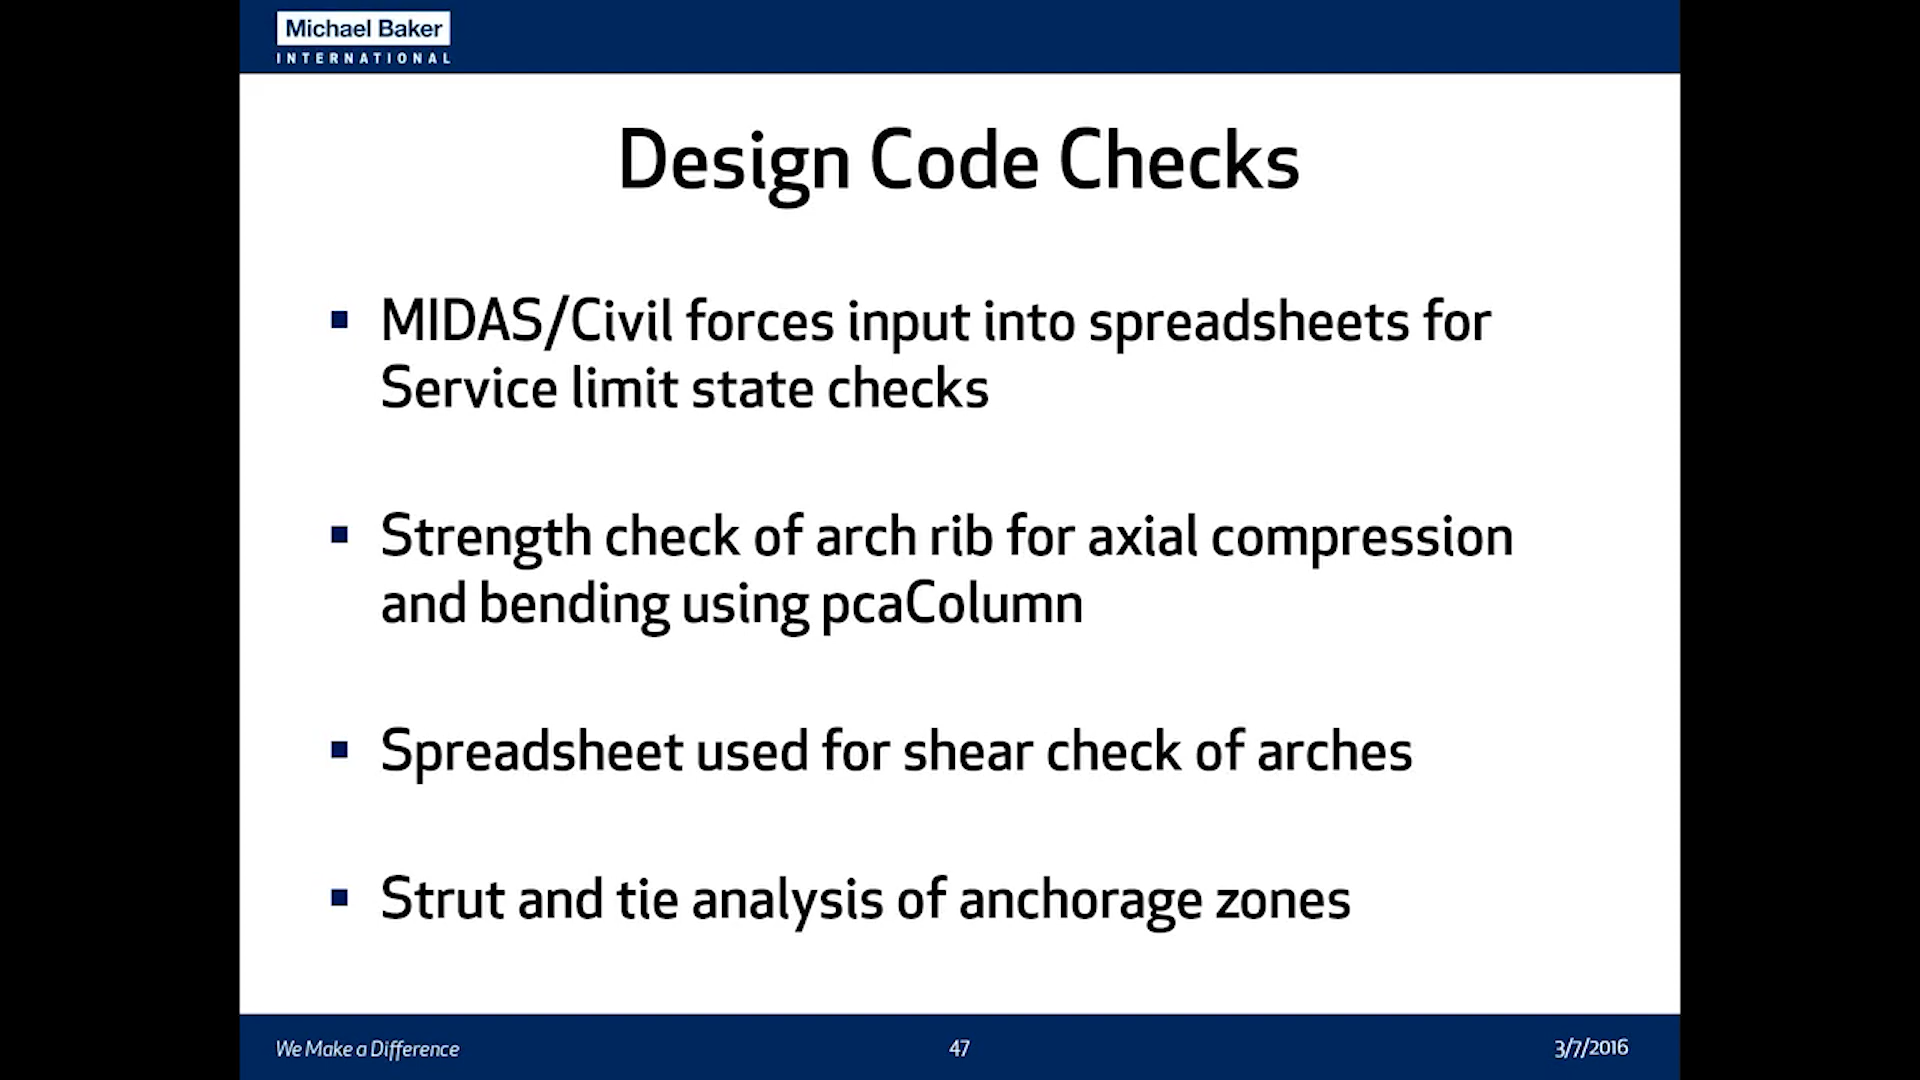 Michael Baker
INTERNATIONAL
Design Code Checks
▪ MIDAS/Civil forces input into spreadsheets for
Service limit state checks
▪ Strength check of arch rib for axial compression
and bending using pcaColumn
▪ Spreadsheet used for shear check of arches
▪ Strut and tie analysis of anchorage zones
We Make a Difference
47
3/7/2016